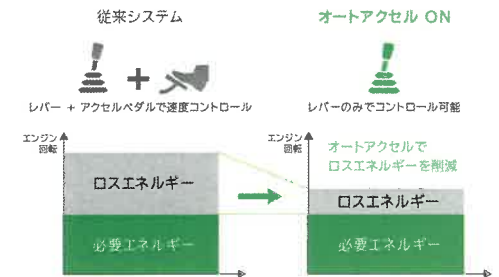 従来システム
オートアクセル ON
レバー + アクセルペダルで速度コントロール
レバーのみでコントロール可能
エンジン
回転
ロスエネルギー
必要エネルギー
エンジン
回転
オートアクセルで
ロスエネルギーを削減
ロスエネルギー
必要エネルギー